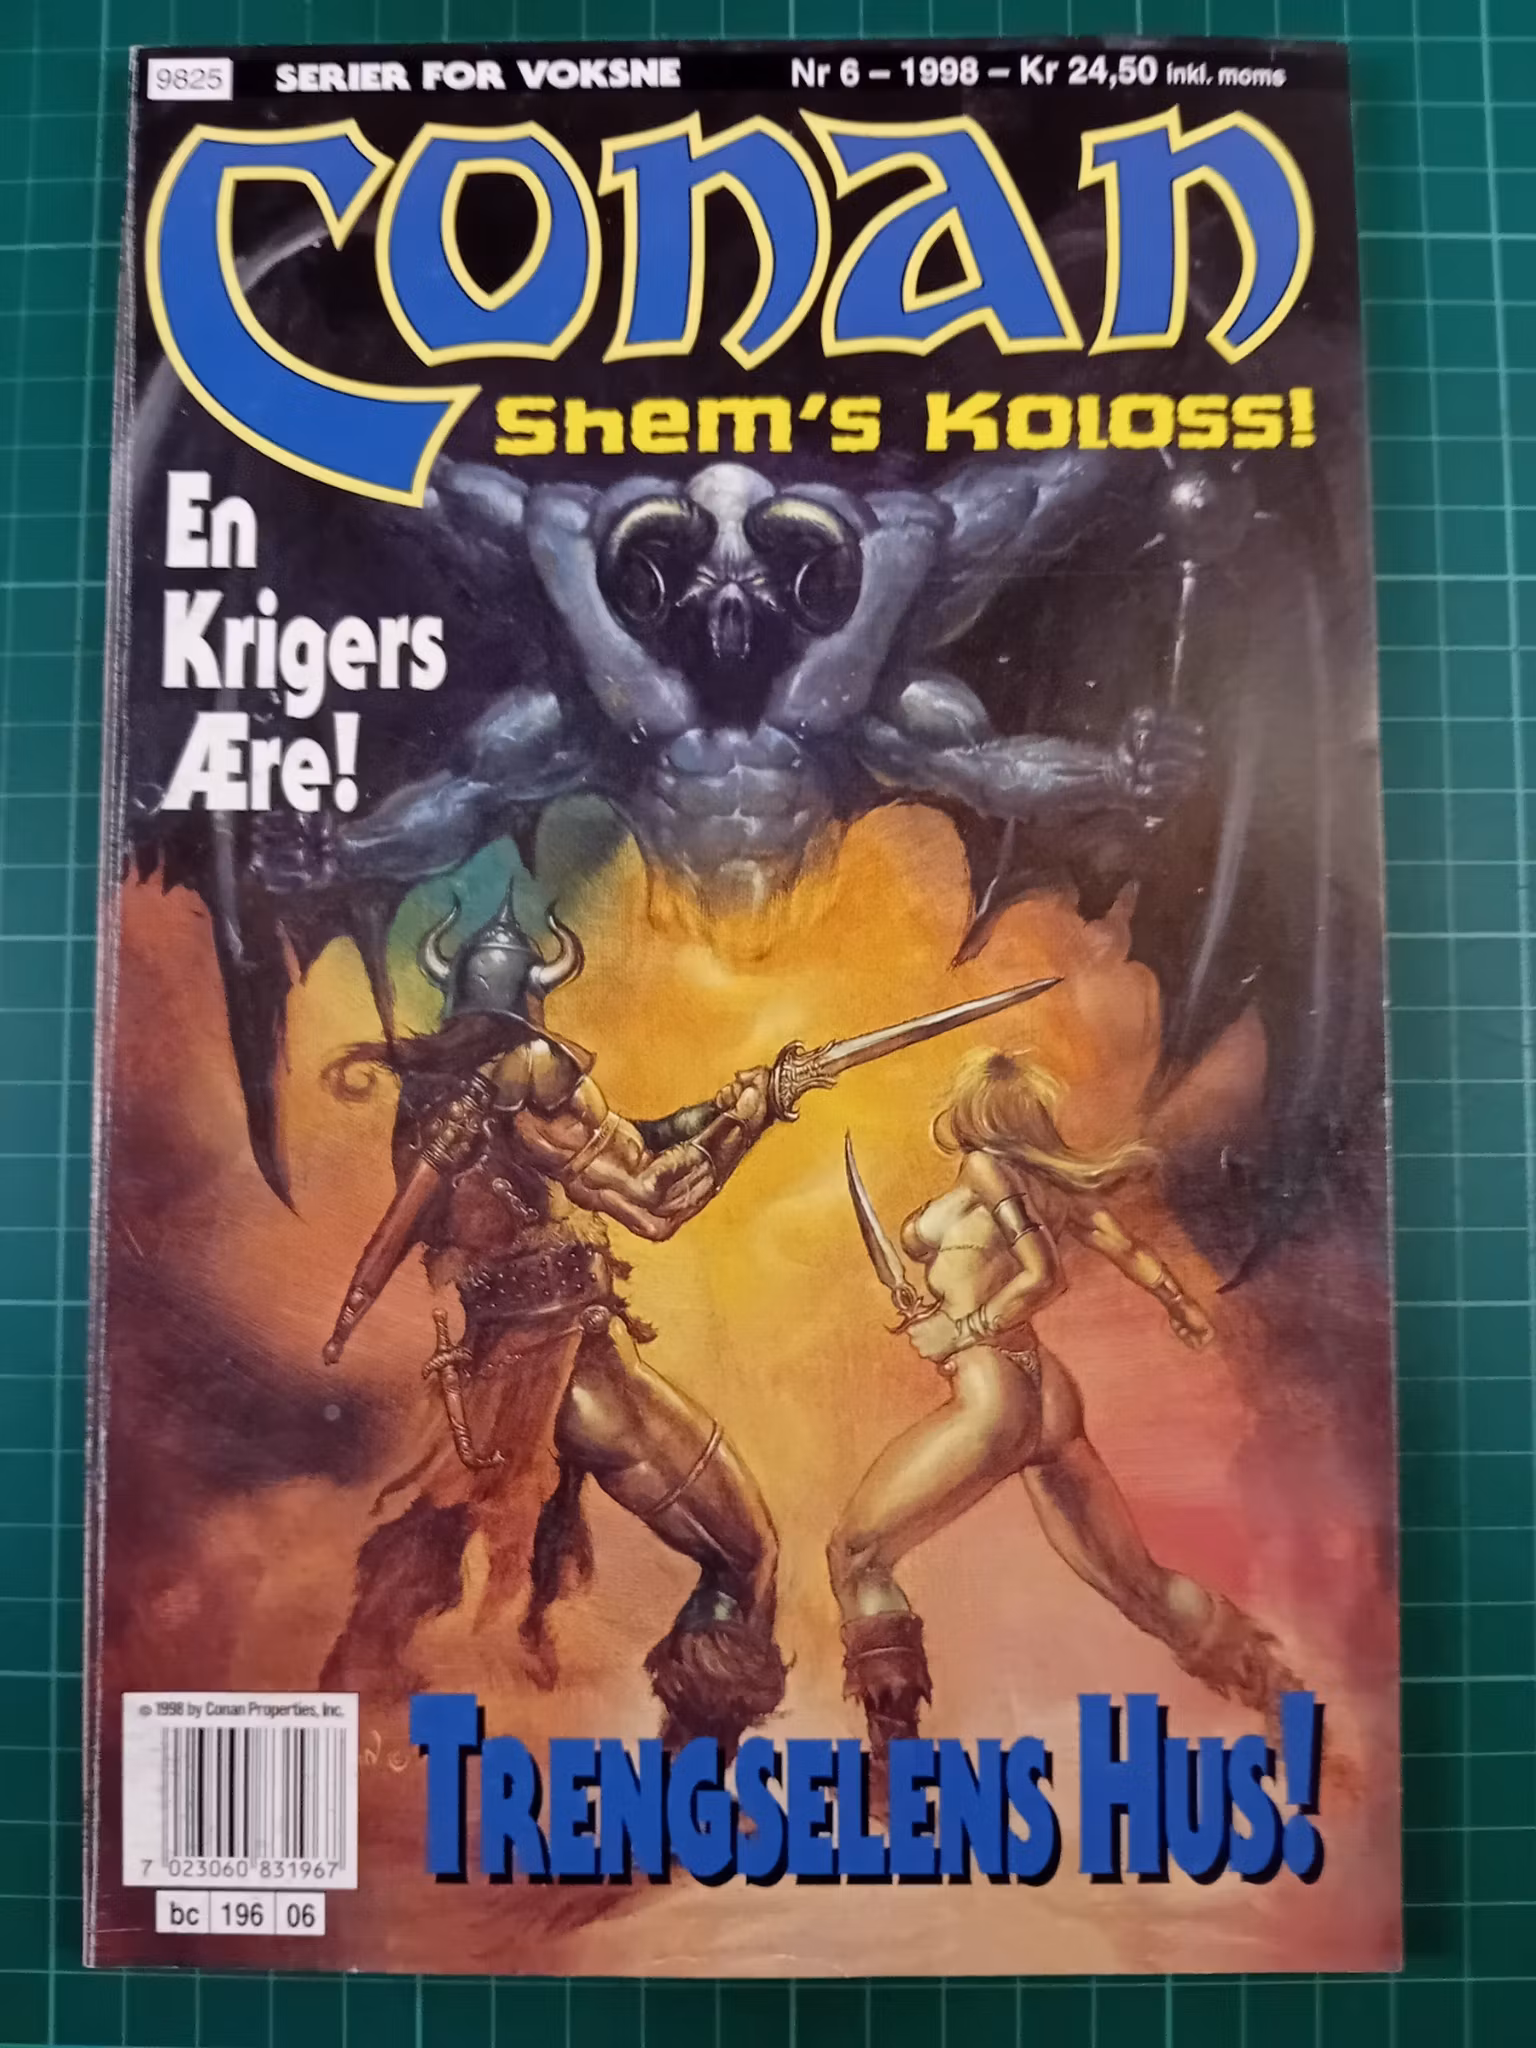 9825 SERIER FOR VOKSNE Nr 6 – 1998 – Kr 24,50 inkl. moms
Conan
Shem's Koloss!
En
Krigers
Ære!
© 1998 by Conan Properties, Inc.
7 023060 831967
bc 196 06
TRENGSELENS HUS!